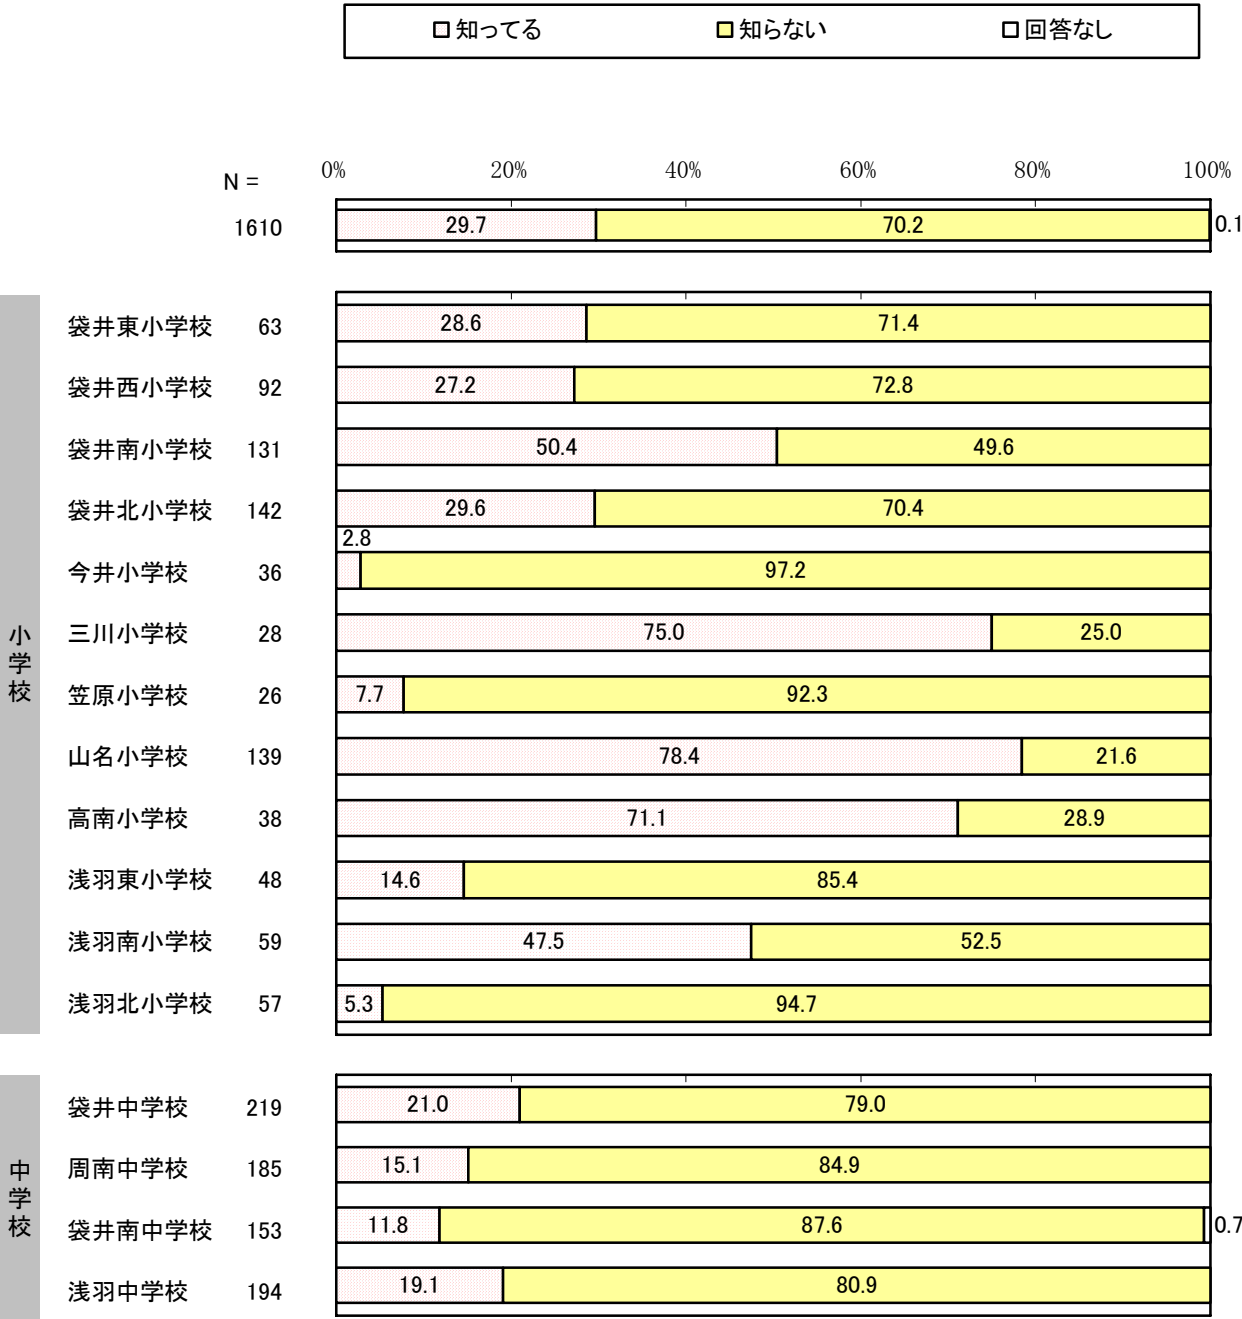 知ってる 知らない 回答なし
N = 0% 20% 40% 60% 80% 100%
1610 29.7 70.2 0.1
小学校
袋井東小学校 63 28.6 71.4
袋井西小学校 92 27.2 72.8
袋井南小学校 131 50.4 49.6
袋井北小学校 142 29.6 70.4
今井小学校 36 2.8 97.2
三川小学校 28 75.0 25.0
笠原小学校 26 7.7 92.3
山名小学校 139 78.4 21.6
高南小学校 38 71.1 28.9
浅羽東小学校 48 14.6 85.4
浅羽南小学校 59 47.5 52.5
浅羽北小学校 57 5.3 94.7
中学校
袋井中学校 219 21.0 79.0
周南中学校 185 15.1 84.9
袋井南中学校 153 11.8 87.6 0.7
浅羽中学校 194 19.1 80.9